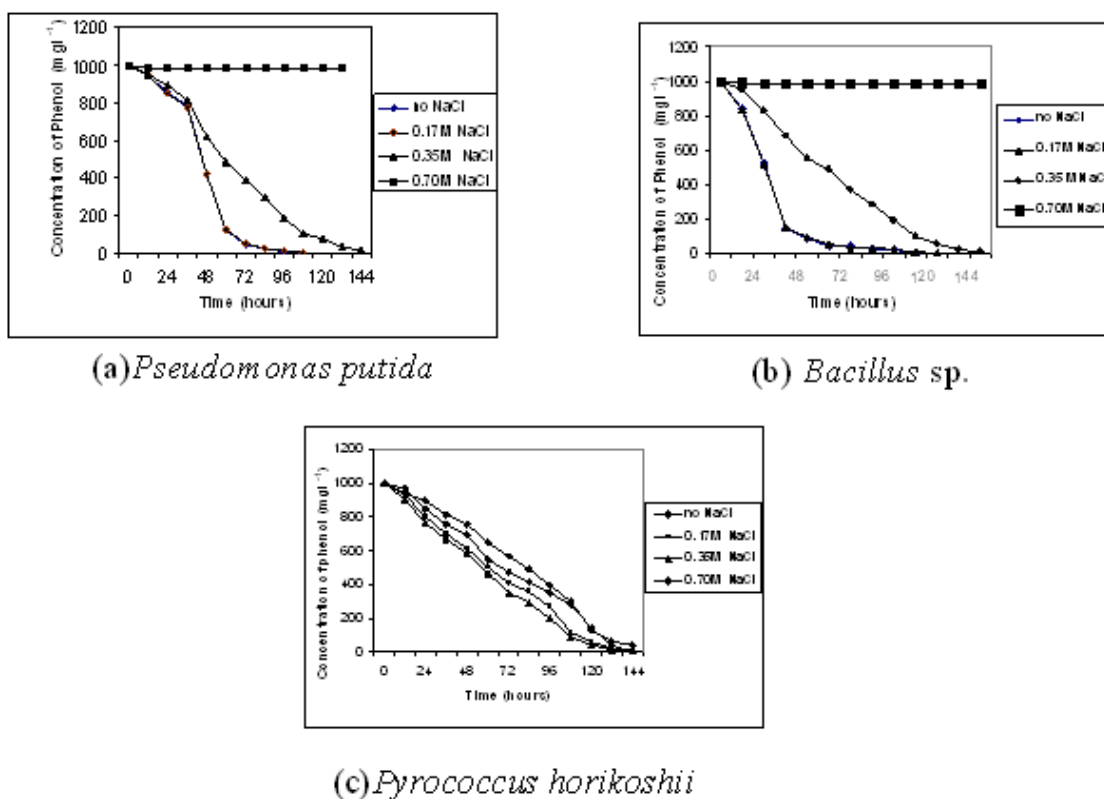 1200
1000
800
600
400
200
0
Concentration of Phenol (mgl⁻¹)
0 24 48 72 96 120 144
Time (hours)
no NaCl
0.17M NaCl
0.35M NaCl
0.70M NaCl
(a) Pseudomonas putida
1200
1000
800
600
400
200
0
Concentration of Phenol (mgl⁻¹)
0 24 48 72 96 120 144
Time (hours)
no NaCl
0.17M NaCl
0.35M NaCl
0.70M NaCl
(b) Bacillus sp.
1200
1000
800
600
400
200
0
Concentration of phenol (mgl⁻¹)
0 24 48 72 96 120 144
Time (hours)
no NaCl
0.17M NaCl
0.35M NaCl
0.70M NaCl
(c) Pyrococcus horikoshii